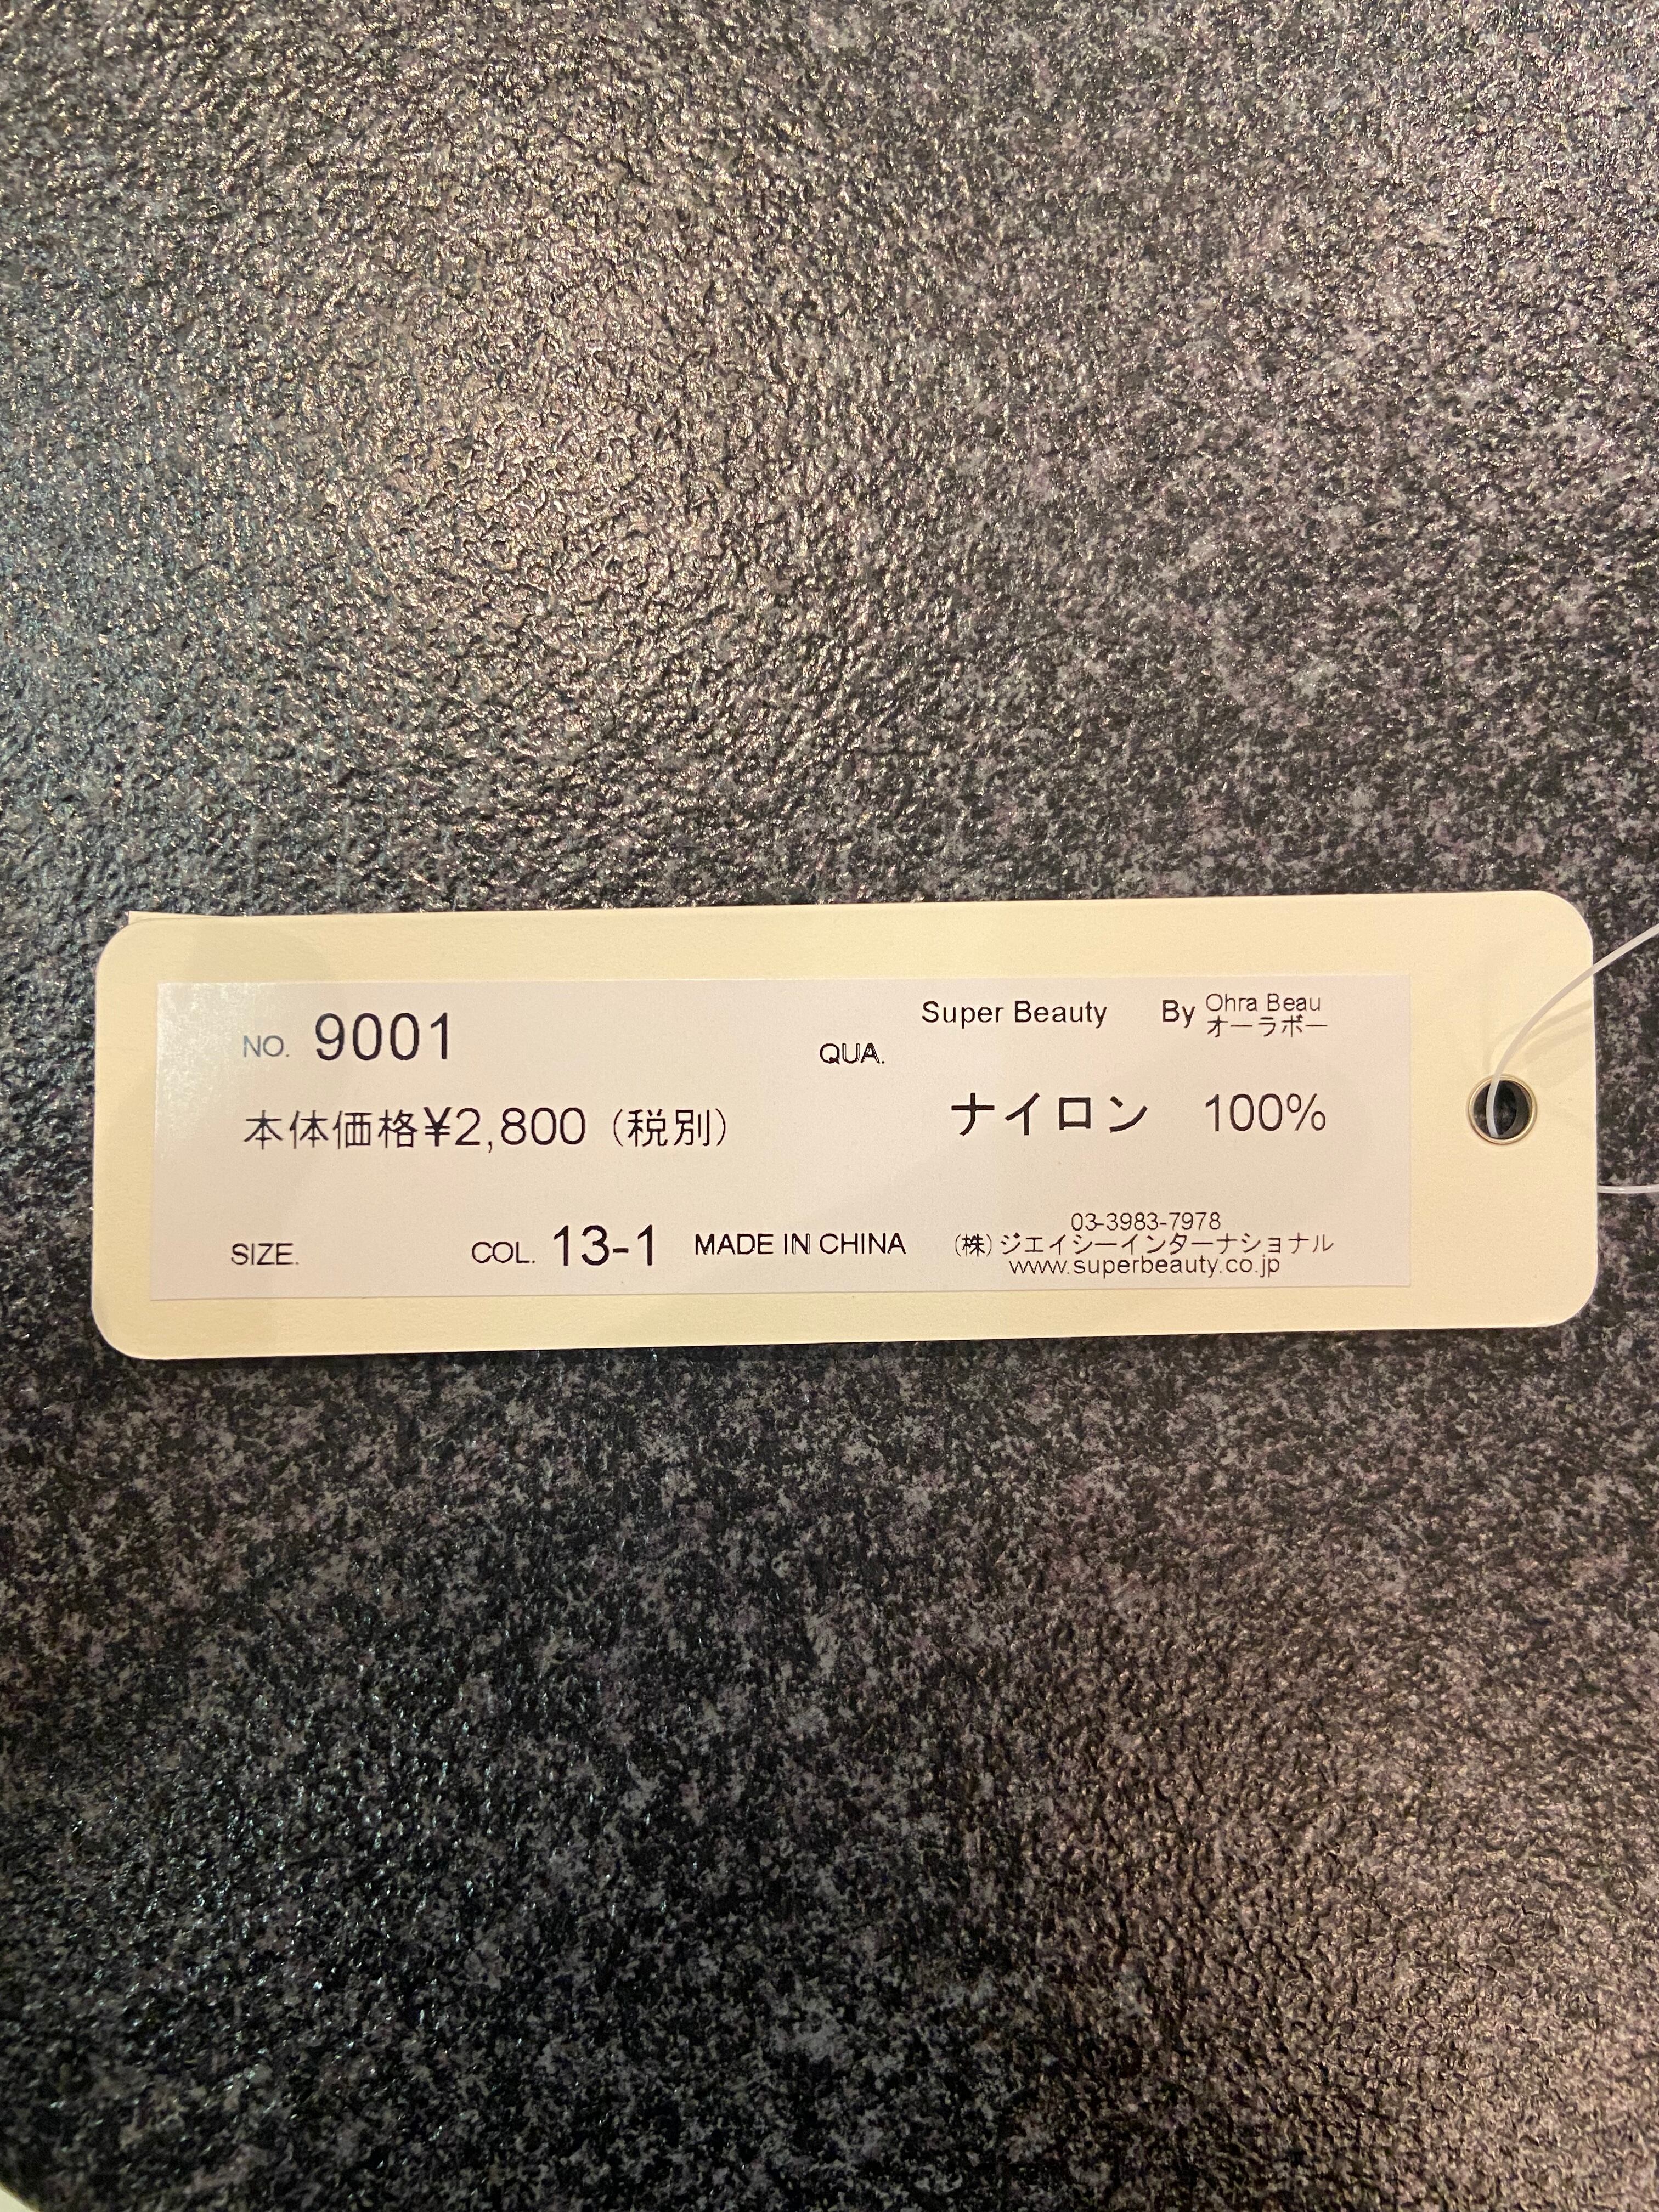 NO. 9001
Super Beauty By Ohra Beau
オーラボー
QUA.
本体価格¥2,800（税別）
ナイロン 100%
SIZE.
COL. 13-1 MADE IN CHINA
03-3983-7978
(株)ジエイシーインターナショナル
www.superbeauty.co.jp